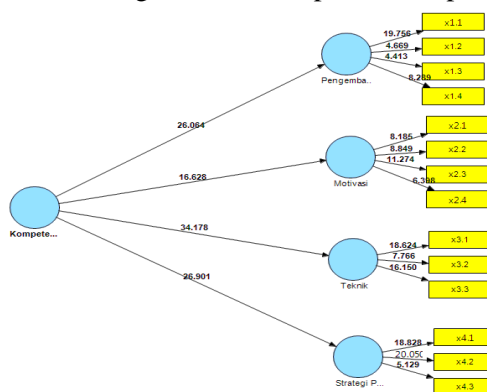 x1.1
19.756
x1.2
4.669
4.413
x1.3
8.289
Pengemba..
x1.4
26.064
x2.1
8.185
8.849
x2.2
16.628
11.274
x2.3
6.398
Motivasi
x2.4
34.178
Kompete...
18.624
x3.1
7.766
x3.2
16.150
Teknik
x3.3
26.901
18.828
x4.1
20.050
x4.2
5.129
Strategi P...
x4.3